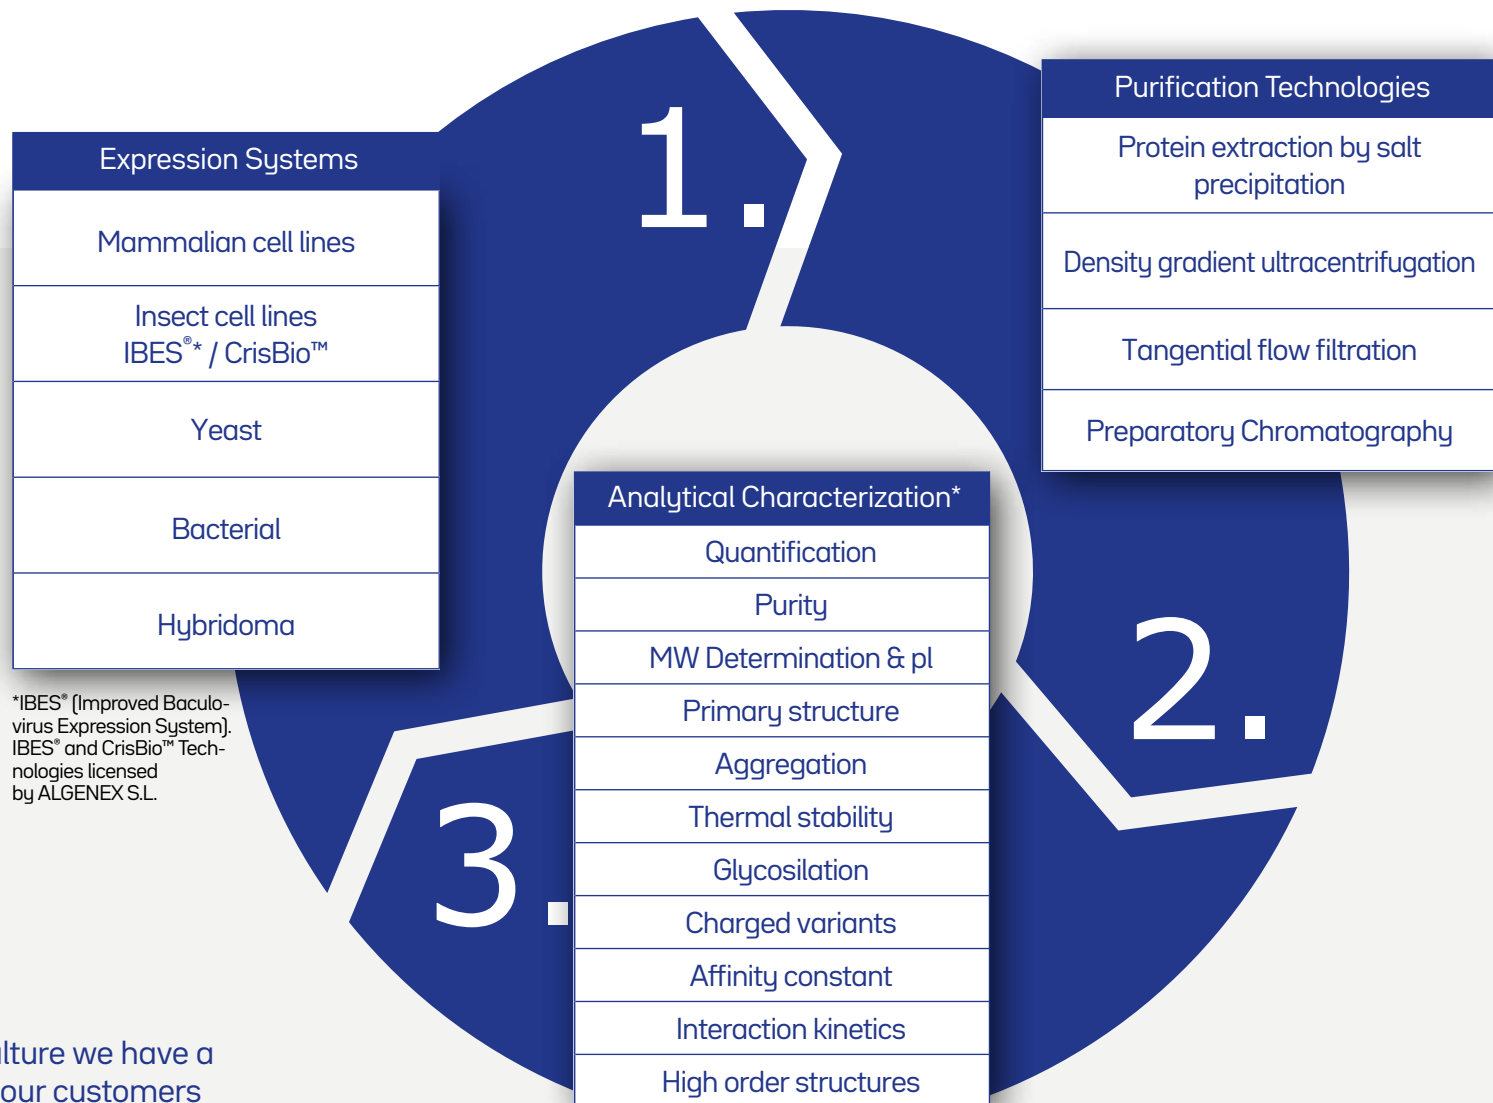 1.
Expression Systems
Mammalian cell lines
Insect cell lines
IBES®* / CrisBio™
Yeast
Bacterial
Hybridoma
*IBES® (Improved Baculo-
virus Expression System).
IBES® and CrisBio™ Tech-
nologies licensed
by ALGENEX S.L.
Purification Technologies
Protein extraction by salt
precipitation
Density gradient ultracentrifugation
Tangential flow filtration
Preparatory Chromatography
2.
3.
Analytical Characterization*
Quantification
Purity
MW Determination & pl
Primary structure
Aggregation
Thermal stability
Glycosilation
Charged variants
Affinity constant
Interaction kinetics
High order structures
we have a
our customers